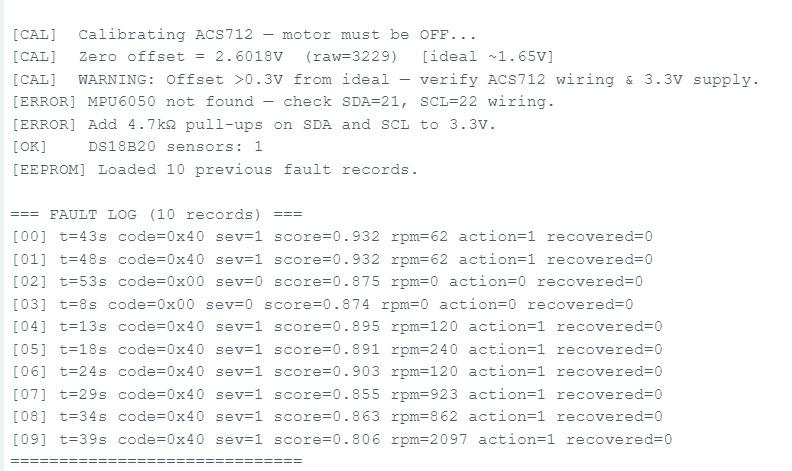 [CAL]  Calibrating ACS712 — motor must be OFF...
[CAL]  Zero offset = 2.6018V  (raw=3229)  [ideal ~1.65V]
[CAL]  WARNING: Offset >0.3V from ideal — verify ACS712 wiring & 3.3V supply.
[ERROR] MPU6050 not found — check SDA=21, SCL=22 wiring.
[ERROR] Add 4.7kΩ pull-ups on SDA and SCL to 3.3V.
[OK]    DS18B20 sensors: 1
[EEPROM] Loaded 10 previous fault records.
=== FAULT LOG (10 records) ===
[00] t=43s code=0x40 sev=1 score=0.932 rpm=62 action=1 recovered=0
[01] t=48s code=0x40 sev=1 score=0.932 rpm=62 action=1 recovered=0
[02] t=53s code=0x00 sev=0 score=0.875 rpm=0 action=0 recovered=0
[03] t=8s code=0x00 sev=0 score=0.874 rpm=0 action=0 recovered=0
[04] t=13s code=0x40 sev=1 score=0.895 rpm=120 action=1 recovered=0
[05] t=18s code=0x40 sev=1 score=0.891 rpm=240 action=1 recovered=0
[06] t=24s code=0x40 sev=1 score=0.903 rpm=120 action=1 recovered=0
[07] t=29s code=0x40 sev=1 score=0.855 rpm=923 action=1 recovered=0
[08] t=34s code=0x40 sev=1 score=0.863 rpm=862 action=1 recovered=0
[09] t=39s code=0x40 sev=1 score=0.806 rpm=2097 action=1 recovered=0
==============================